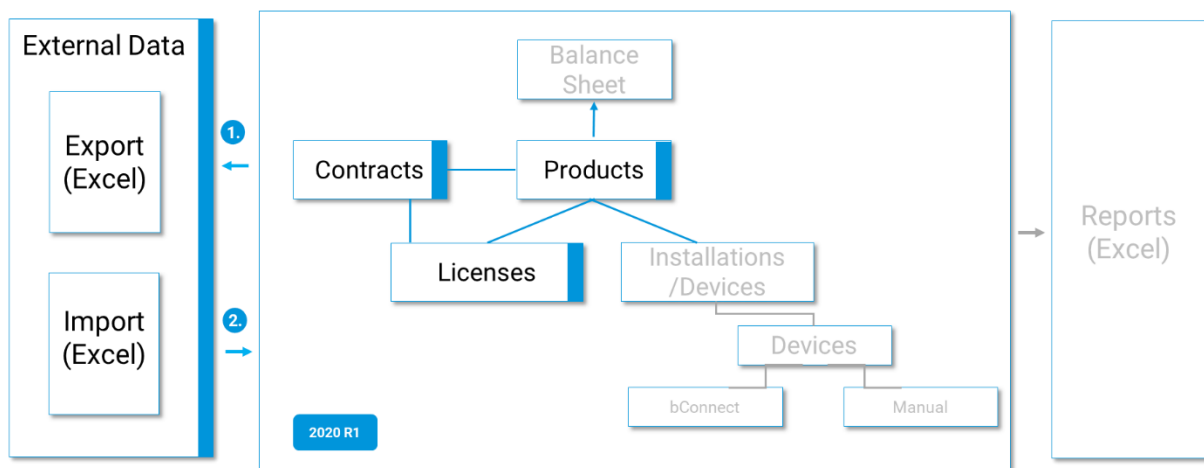 External Data
Export
(Excel)
Import
(Excel)
1.
2.
Balance
Sheet
Contracts
Products
Licenses
Installations
/Devices
Devices
bConnect
Manual
2020 R1
Reports
(Excel)